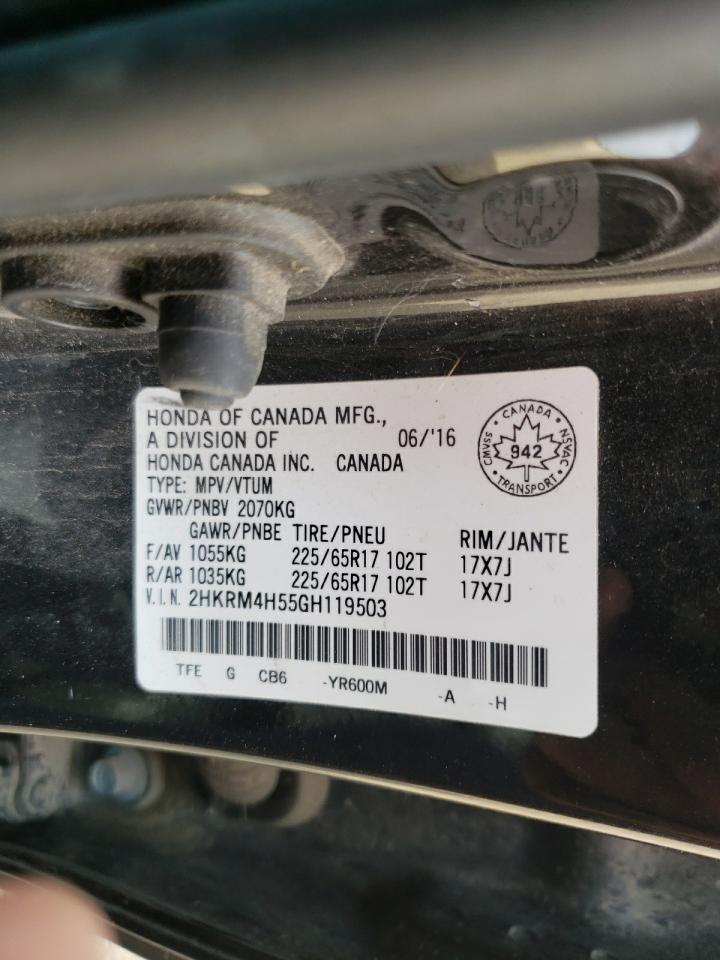 HONDA OF CANADA MFG.,
A DIVISION OF 06/'16
HONDA CANADA INC. CANADA
TYPE: MPV/VTUM
GVWR/PNBV 2070KG
GAWR/PNBE TIRE/PNEU RIM/JANTE
F/AV 1055KG 225/65R17 102T 17X7J
R/AR 1035KG 225/65R17 102T 17X7J
V.I.N. 2HKRM4H55GH119503
TFE G CB6 -YR600M -A -H
CANADA
CMVSS 942 NSVAC
TRANSPORT